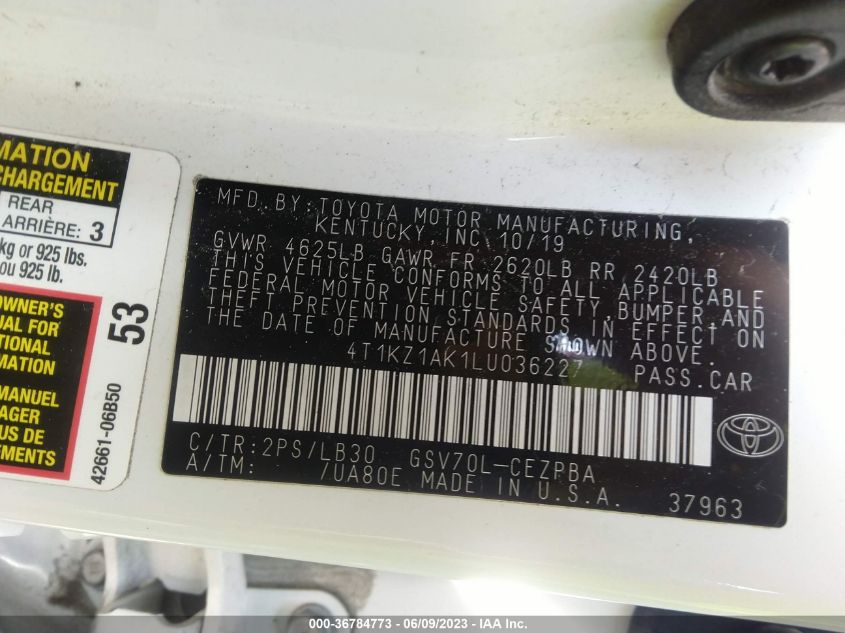 MATION
CHARGEMENT
REAR
ARRIÈRE: 3
kg or 925 lbs.
ou 925 lb.
OWNER'S
UAL FOR
TIONAL
MATION
MANUEL
AGER
US DE
EMENTS
53
42661-06B50
MFD. BY: TOYOTA MOTOR MANUFACTURING,
KENTUCKY, INC. 10/19
GVWR 4625LB GAWR FR 2620LB RR 2420LB
THIS VEHICLE CONFORMS TO ALL APPLICABLE
FEDERAL MOTOR VEHICLE SAFETY, BUMPER, AND
THEFT PREVENTION STANDARDS IN EFFECT ON
THE DATE OF MANUFACTURE SHOWN ABOVE.
4T1KZ1AK1LU036227 PASS.CAR
C/TR: 2PS/LB30 GSV70L-CEZPBA
A/TM: /UA80E MADE IN U.S.A.
37963
TOYOTA
000-36784773 - 06/09/2023 - IAA Inc.